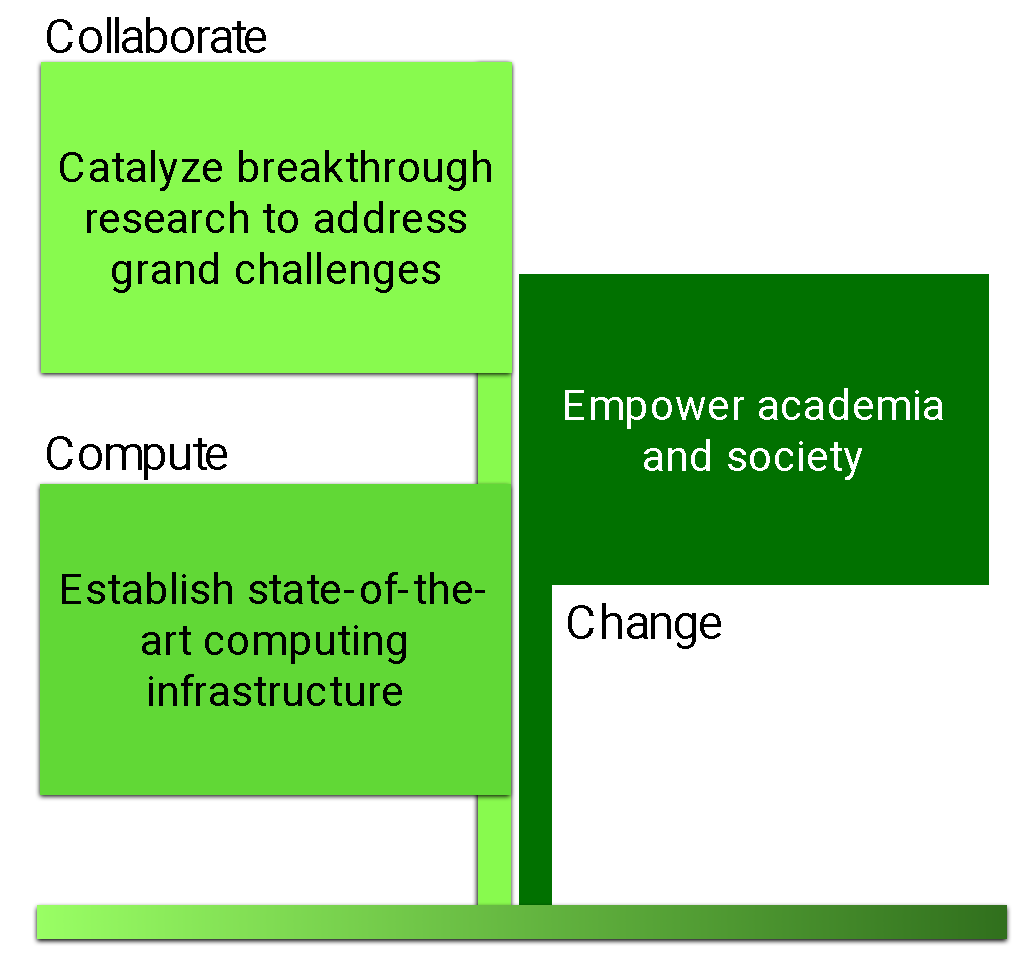 Collaborate
Catalyze breakthrough
research to address
grand challenges
Compute
Establish state-of-the-
art computing
infrastructure
Empower academia
and society
Change